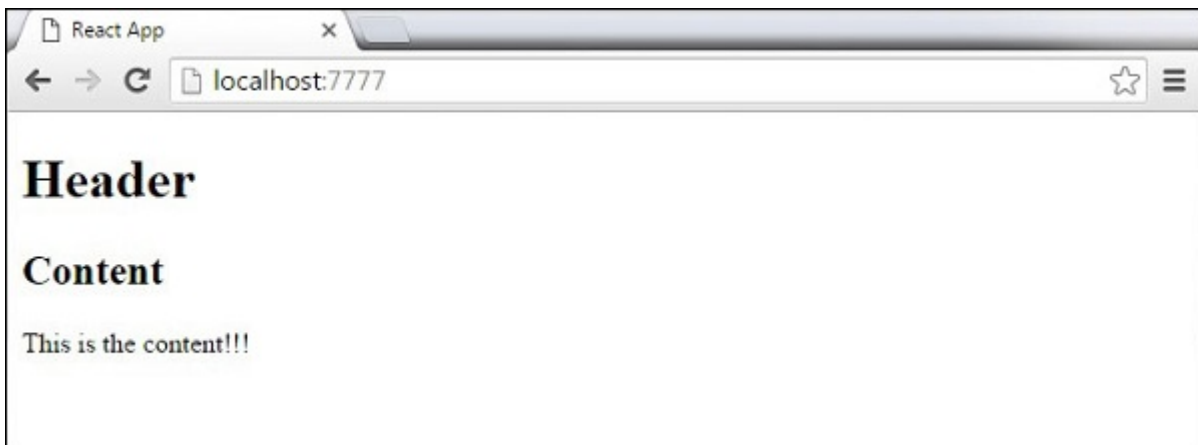 React App
localhost:7777
Header
Content
This is the content!!!